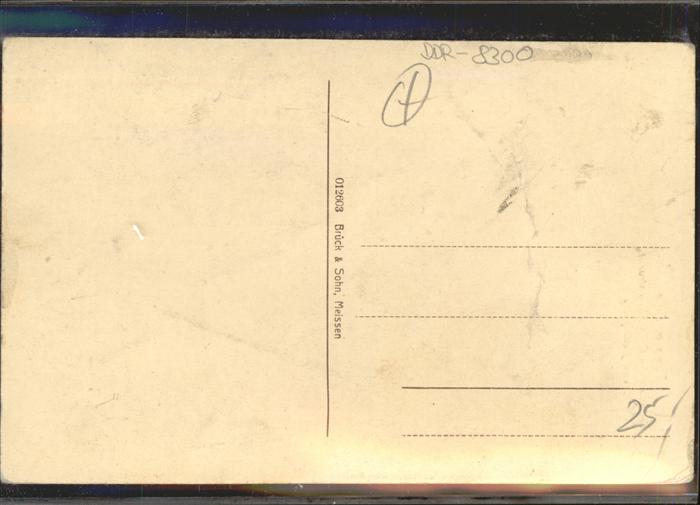 DDR-8300
012603 Brück & Sohn, Meissen
25,